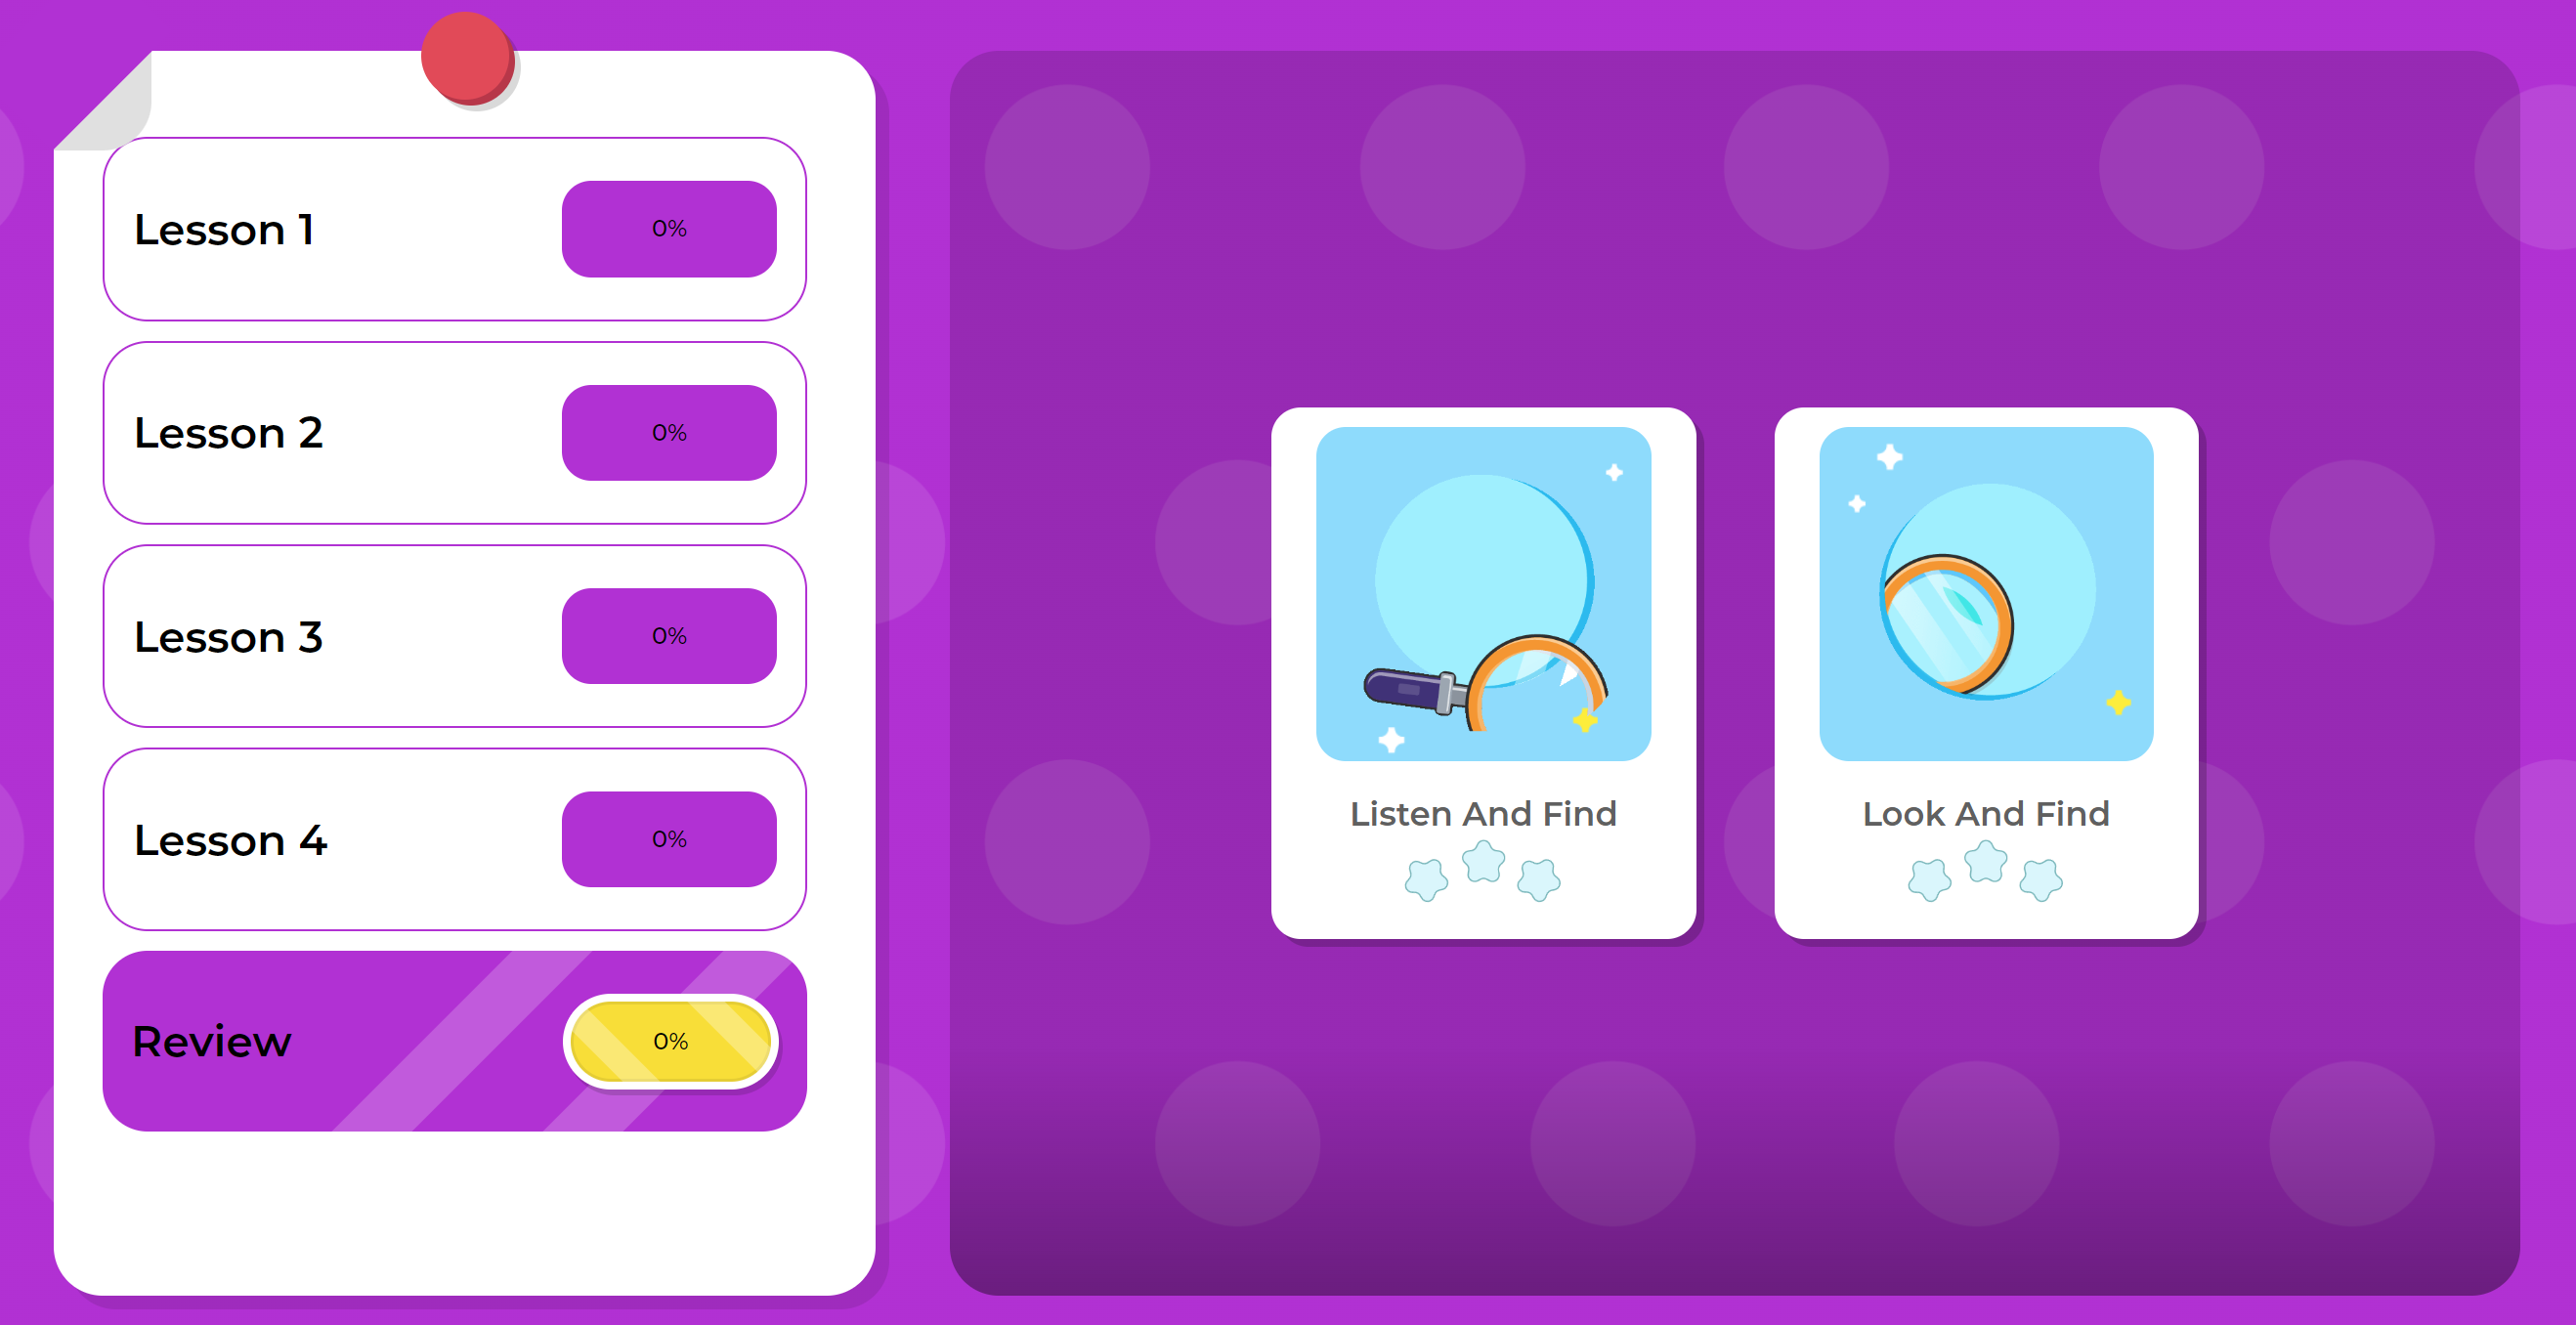 Lesson 1
0%
Lesson 2
0%
Lesson 3
0%
Lesson 4
0%
Review
0%
Listen And Find
Look And Find